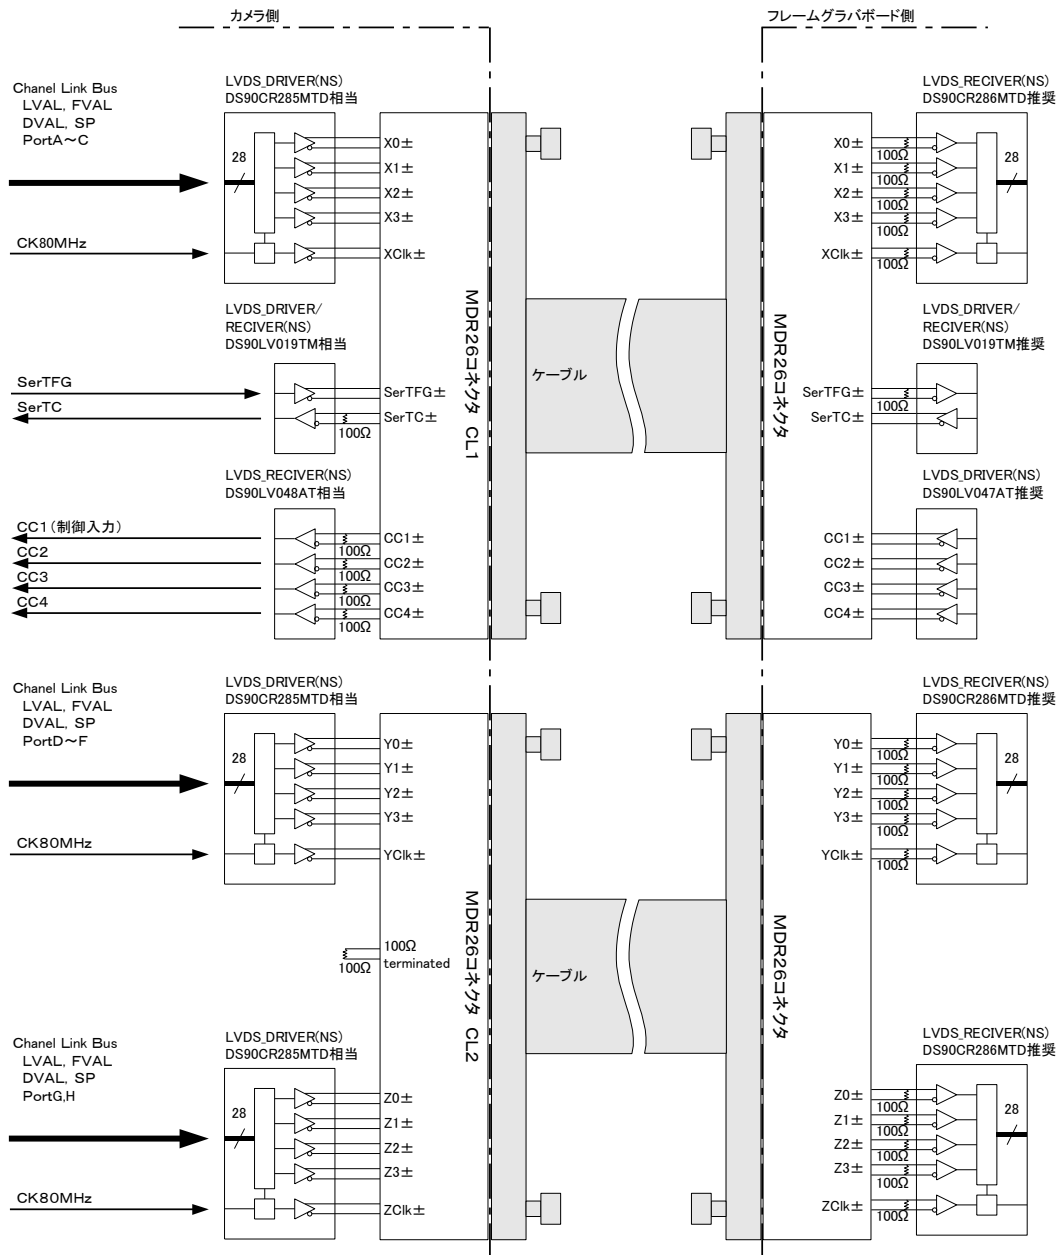 カメラ側
フレームグラバボード側
Chanel Link Bus
LVAL, FVAL
DVAL, SP
PortA～C
CK80MHz
LVDS_DRIVER(NS)
DS90CR285MTD相当
28
X0±
X1±
X2±
X3±
XClk±
LVDS_DRIVER/
RECIVER(NS)
DS90LV019TM相当
SerTFG
SerTC
SerTFG±
SerTC±
100Ω
LVDS_RECIVER(NS)
DS90LV048AT相当
CC1（制御入力）
CC2
CC3
CC4
100Ω
100Ω
100Ω
100Ω
CC1±
CC2±
CC3±
CC4±
MDR26コネクタ CL1
ケーブル
MDR26コネクタ
LVDS_RECIVER(NS)
DS90CR286MTD推奨
X0±
X1±
X2±
X3±
XClk±
100Ω
100Ω
100Ω
100Ω
100Ω
28
LVDS_DRIVER/
RECIVER(NS)
DS90LV019TM推奨
SerTFG±
SerTC±
100Ω
LVDS_DRIVER(NS)
DS90LV047AT推奨
CC1±
CC2±
CC3±
CC4±
Chanel Link Bus
LVAL, FVAL
DVAL, SP
PortD～F
CK80MHz
LVDS_DRIVER(NS)
DS90CR285MTD相当
28
Y0±
Y1±
Y2±
Y3±
YClk±
100Ω
100Ω
terminated
MDR26コネクタ CL2
ケーブル
MDR26コネクタ
LVDS_RECIVER(NS)
DS90CR286MTD推奨
Y0±
Y1±
Y2±
Y3±
YClk±
100Ω
100Ω
100Ω
100Ω
100Ω
28
Chanel Link Bus
LVAL, FVAL
DVAL, SP
PortG,H
CK80MHz
LVDS_DRIVER(NS)
DS90CR285MTD相当
28
Z0±
Z1±
Z2±
Z3±
ZClk±
LVDS_RECIVER(NS)
DS90CR286MTD推奨
Z0±
Z1±
Z2±
Z3±
ZClk±
100Ω
100Ω
100Ω
100Ω
100Ω
28